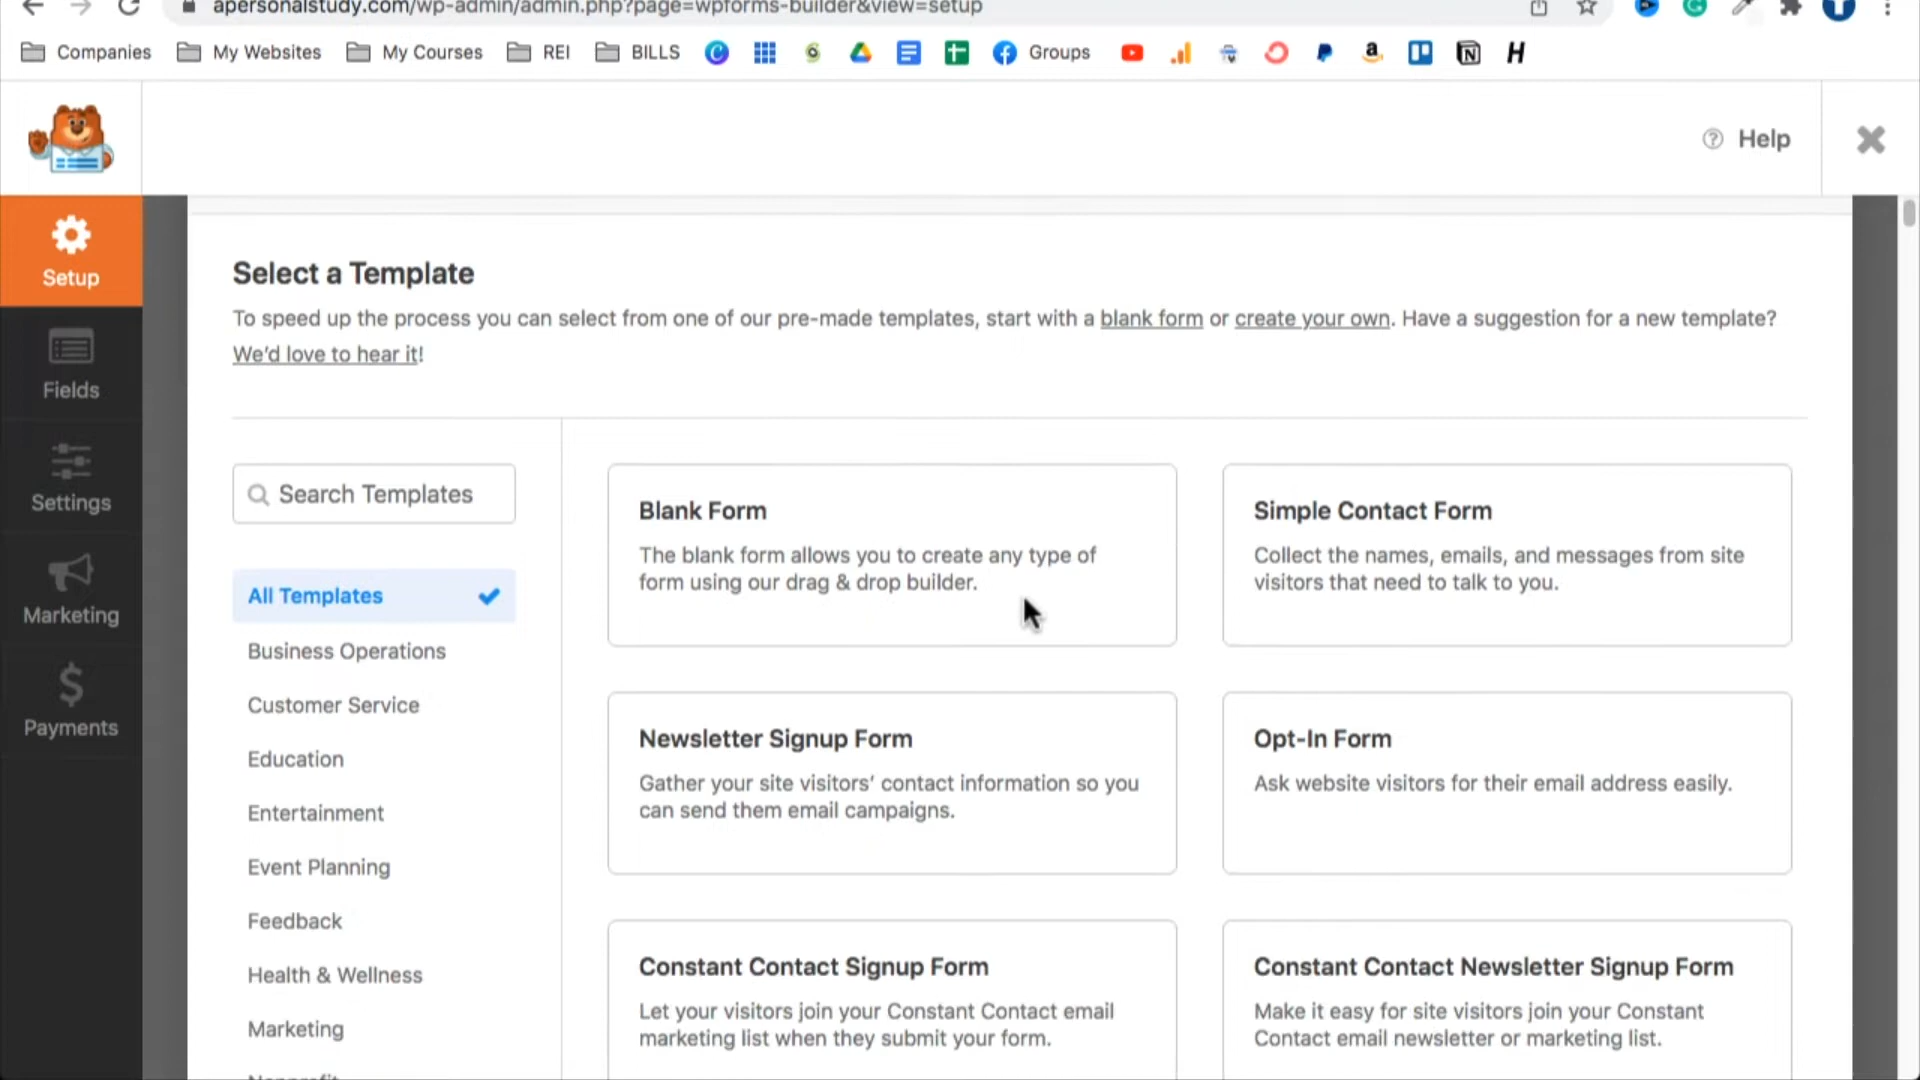 apersonalstudy.com/wp-admin/admin.php?page=wpforms-builder&view=setup
Companies My Websites My Courses REI BILLS Groups
Help
Setup
Fields
Settings
Marketing
Payments
Select a Template
To speed up the process you can select from one of our pre-made templates, start with a blank form or create your own. Have a suggestion for a new template?
We'd love to hear it!
Search Templates
All Templates
Business Operations
Customer Service
Education
Entertainment
Event Planning
Feedback
Health & Wellness
Marketing
Nonprofit
Blank Form
The blank form allows you to create any type of
form using our drag & drop builder.
Simple Contact Form
Collect the names, emails, and messages from site
visitors that need to talk to you.
Newsletter Signup Form
Gather your site visitors' contact information so you
can send them email campaigns.
Opt-In Form
Ask website visitors for their email address easily.
Constant Contact Signup Form
Let your visitors join your Constant Contact email
marketing list when they submit your form.
Constant Contact Newsletter Signup Form
Make it easy for site visitors join your Constant
Contact email newsletter or marketing list.